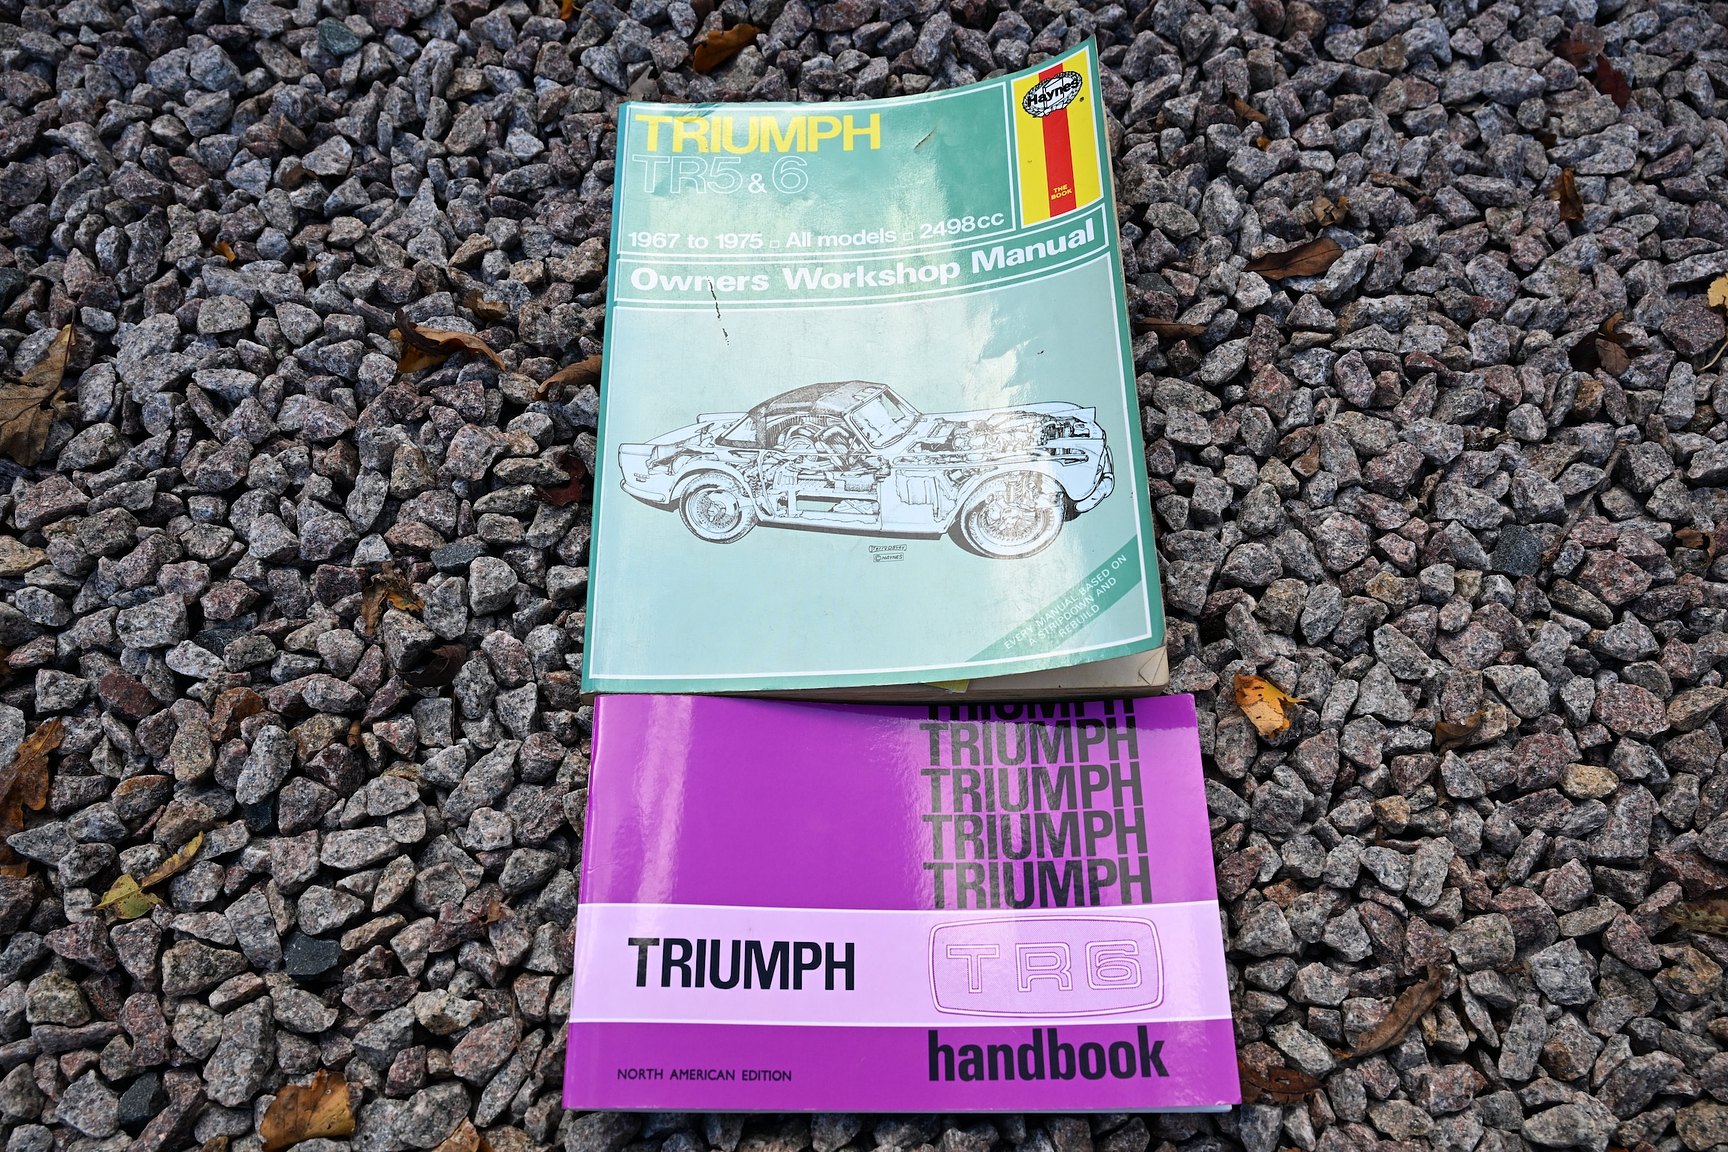 TRIUMPH
TR5 & 6
1967 to 1975 □ All models □ 2498cc
Owners Workshop Manual
Haynes
THE
BOOK
© HAYNES
EVERY MANUAL BASED ON
A STRIPDOWN AND
REBUILD
TRIUMPH
TRIUMPH
TRIUMPH
TRIUMPH
TRIUMPH
TRIUMPH
TR6
handbook
NORTH AMERICAN EDITION